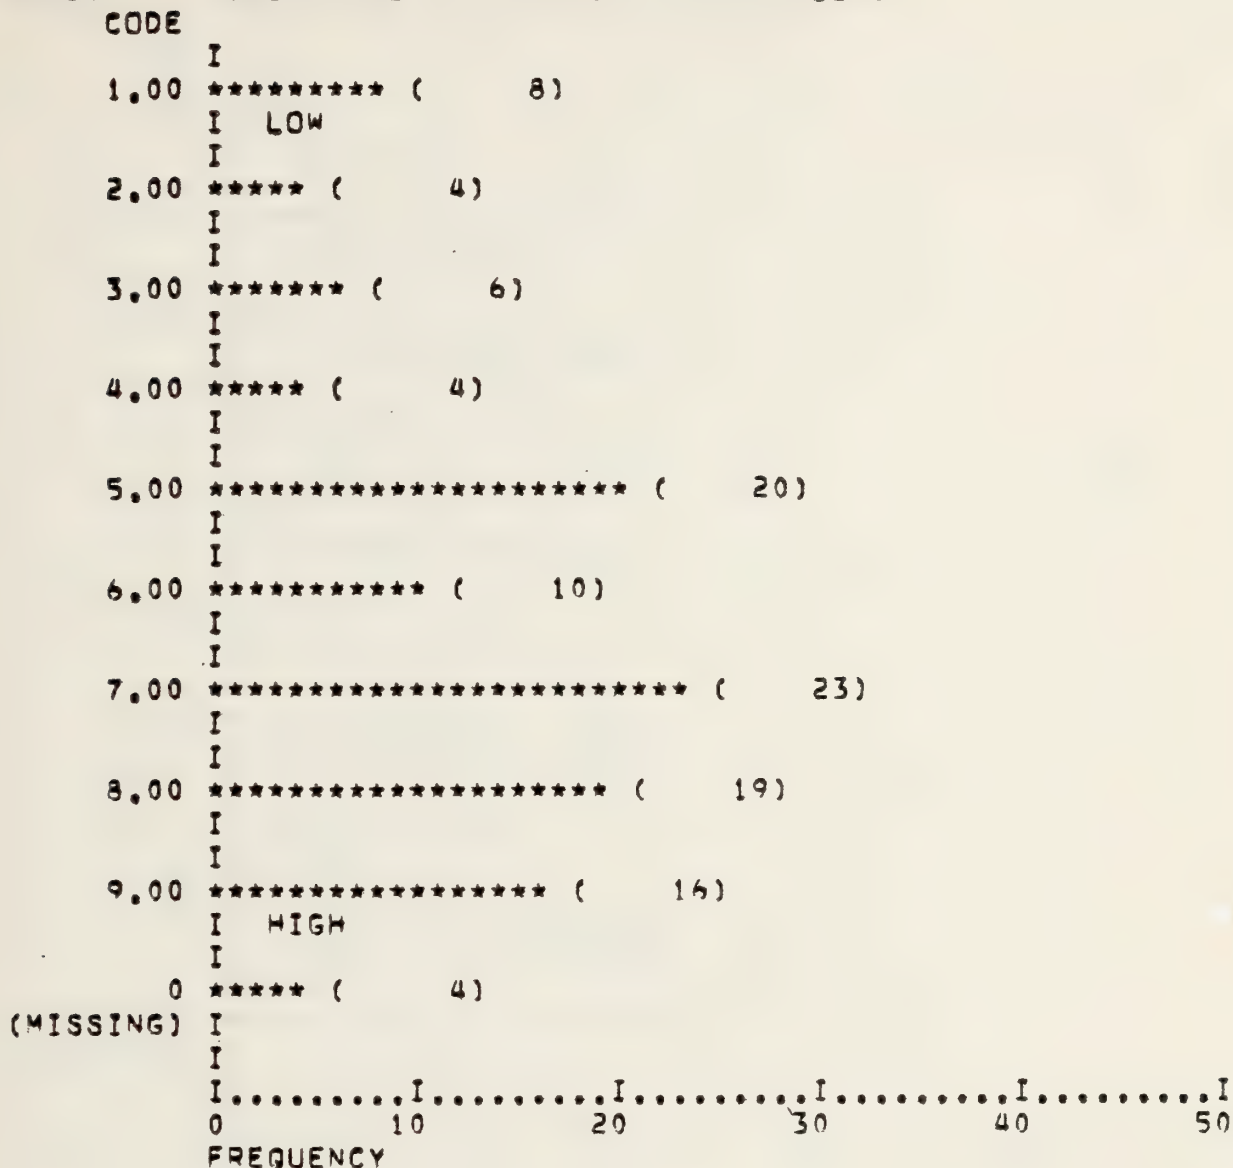 CODE
I
1.00 ********* ( 8)
I LOW
I
2.00 ***** ( 4)
I
I
3.00 ******* ( 6)
I
I
4.00 ***** ( 4)
I
I
5.00 ********************* ( 20)
I
I
6.00 *********** ( 10)
I
I
7.00 ************************ ( 23)
I
I
8.00 ******************** ( 19)
I
I
9.00 ***************** ( 16)
I HIGH
I
0 ***** ( 4)
(MISSING) I
I
I.........I.........I.........I.........I.........I
0 10 20 30 40 50
FREQUENCY